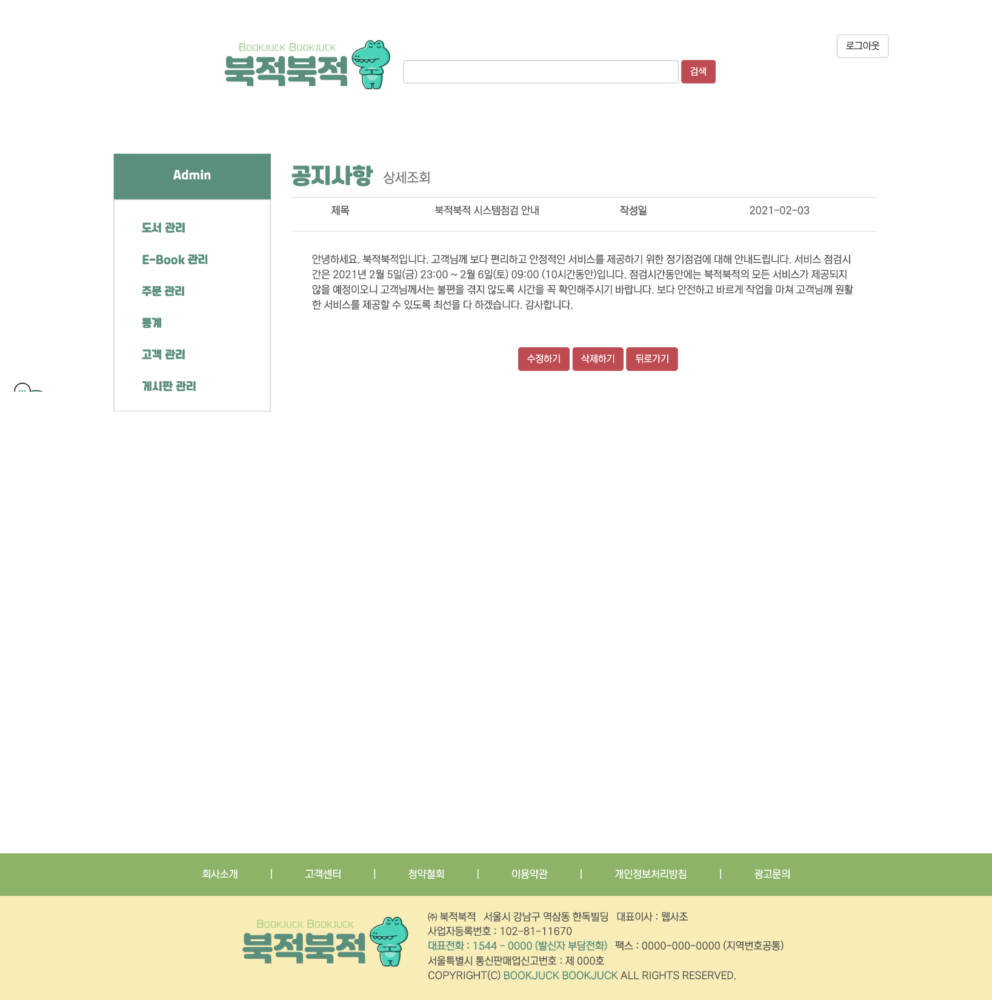 BOOKJUCK BOOKJUCK
북적북적
로그아웃
검색
Admin
도서 관리
E-Book 관리
주문 관리
통계
고객 관리
게시판 관리
공지사항 상세조회
제목 북적북적 시스템점검 안내 작성일 2021-02-03
안녕하세요. 북적북적입니다. 고객님께 보다 편리하고 안정적인 서비스를 제공하기 위한 정기점검에 대해 안내드립니다. 서비스 점검시
간은 2021년 2월 5일(금) 23:00 ~ 2월 6일(토) 09:00 (10시간동안)입니다. 점검시간동안에는 북적북적의 모든 서비스가 제공되지
않을 예정이오니 고객님께서는 불편을 겪지 않도록 시간을 꼭 확인해주시기 바랍니다. 보다 안전하고 바르게 작업을 마쳐 고객님께 원활
한 서비스를 제공할 수 있도록 최선을 다 하겠습니다. 감사합니다.
수정하기 삭제하기 뒤로가기
회사소개 | 고객센터 | 청약철회 | 이용약관 | 개인정보처리방침 | 광고문의
BOOKJUCK BOOKJUCK
북적북적
㈜ 북적북적 서울시 강남구 역삼동 한독빌딩 대표이사 : 웹사조
사업자등록번호 : 102-81-11670
대표전화 : 1544 - 0000 (발신자 부담전화) 팩스 : 0000-000-0000 (지역번호공통)
서울특별시 통신판매업신고번호 : 제 000호
COPYRIGHT(C) BOOKJUCK BOOKJUCK ALL RIGHTS RESERVED.